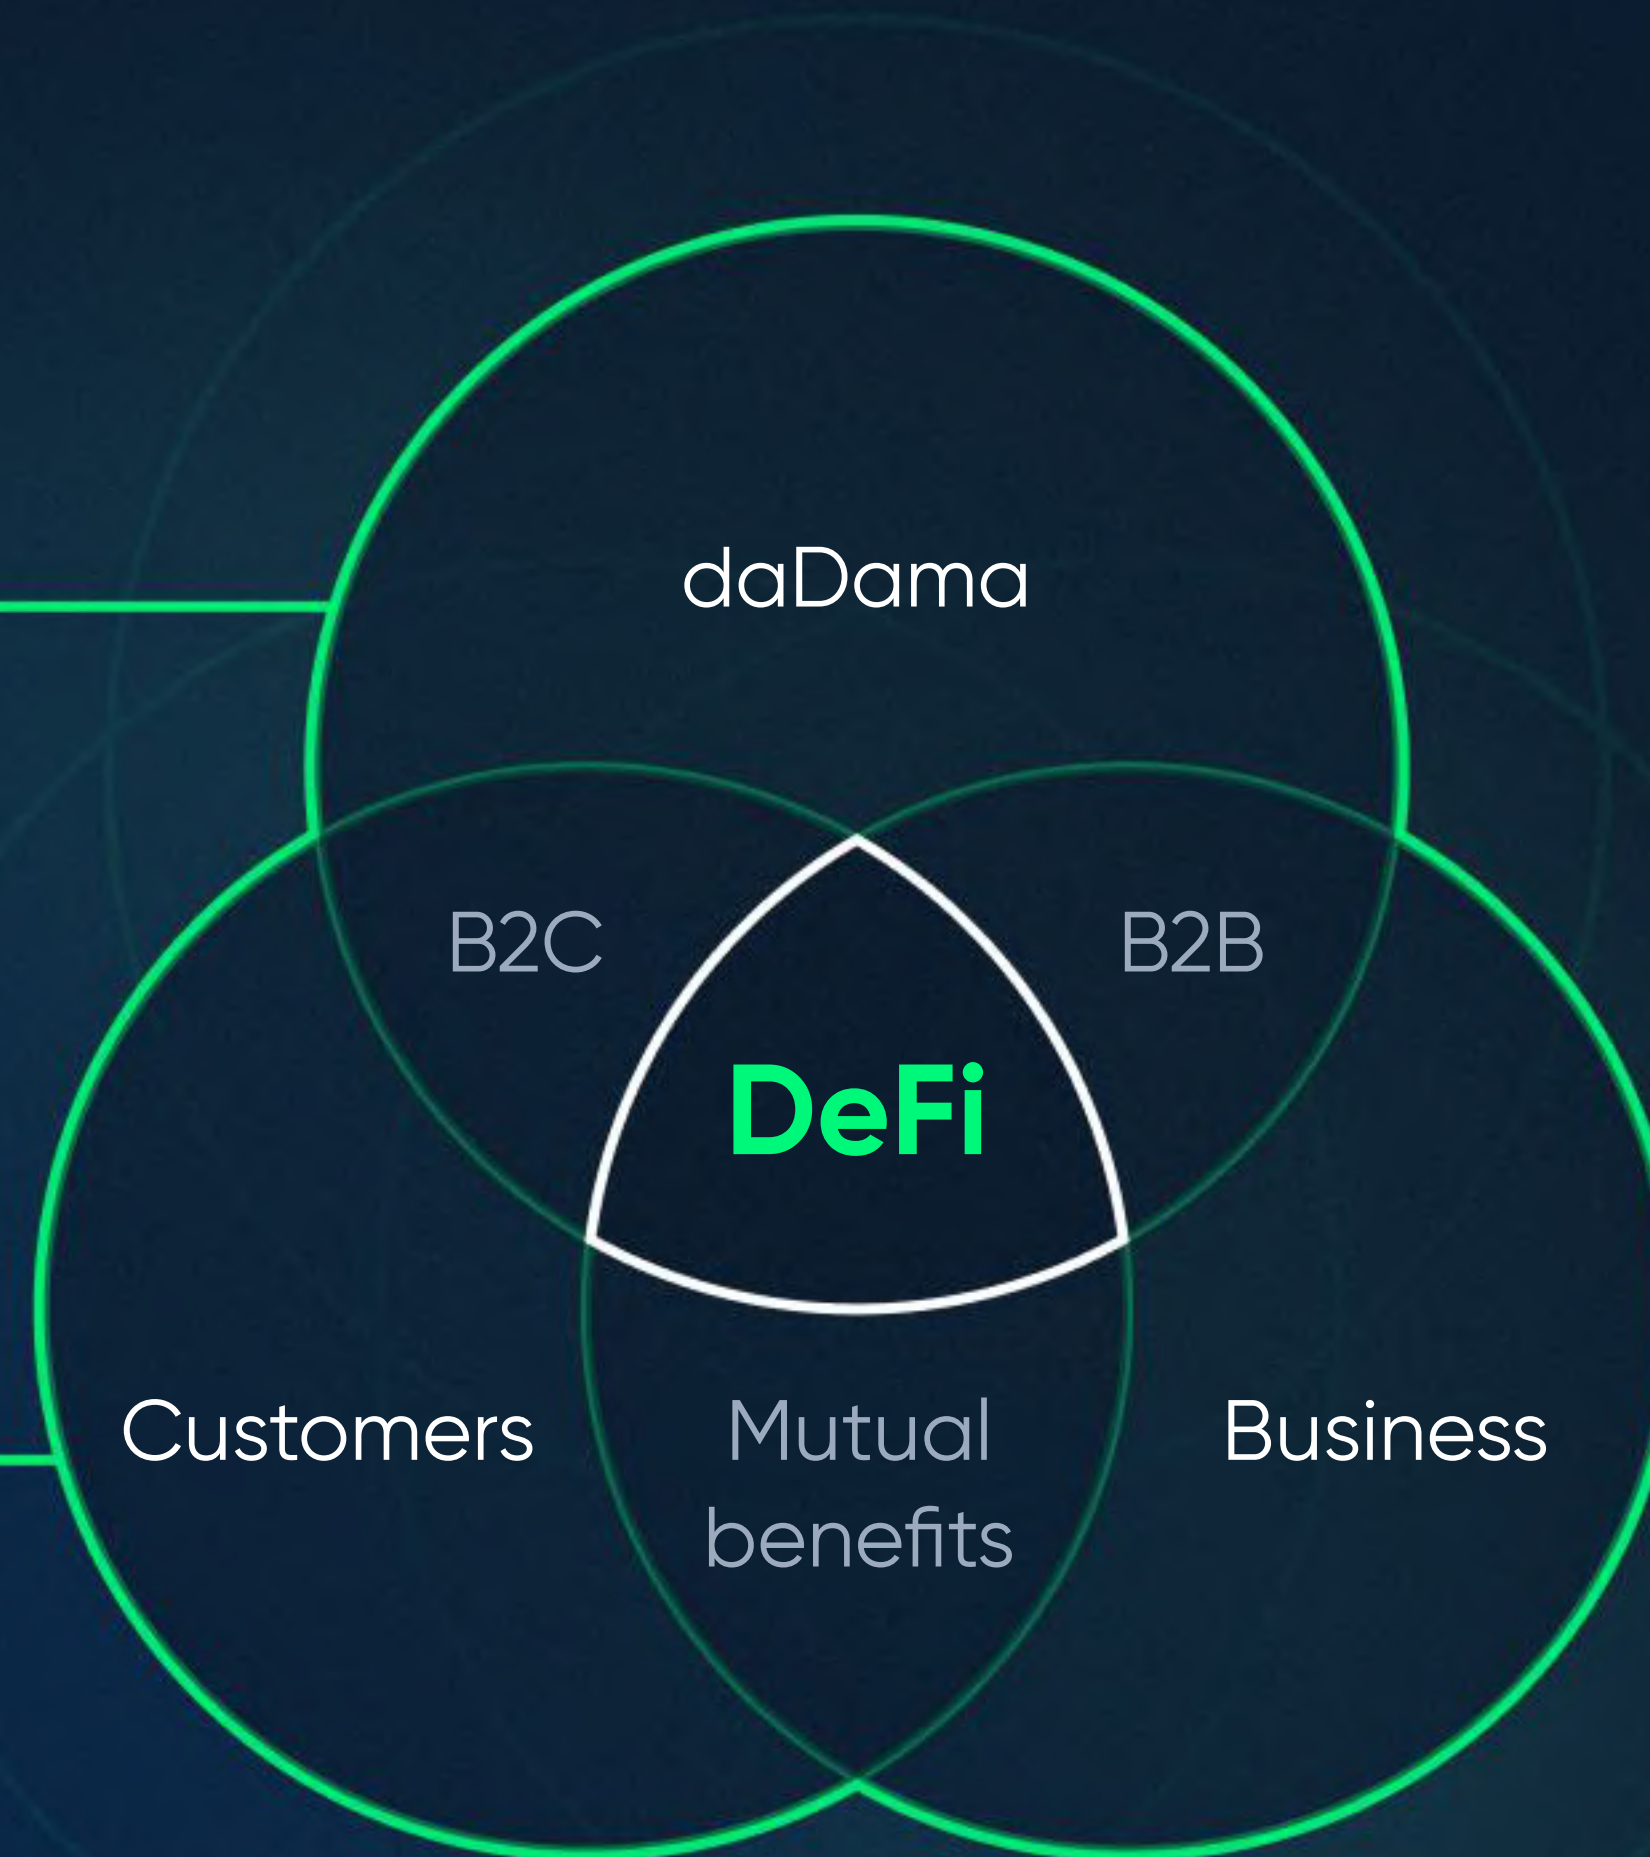 daDama
B2C
B2B
DeFi
Customers
Mutual
benefits
Business